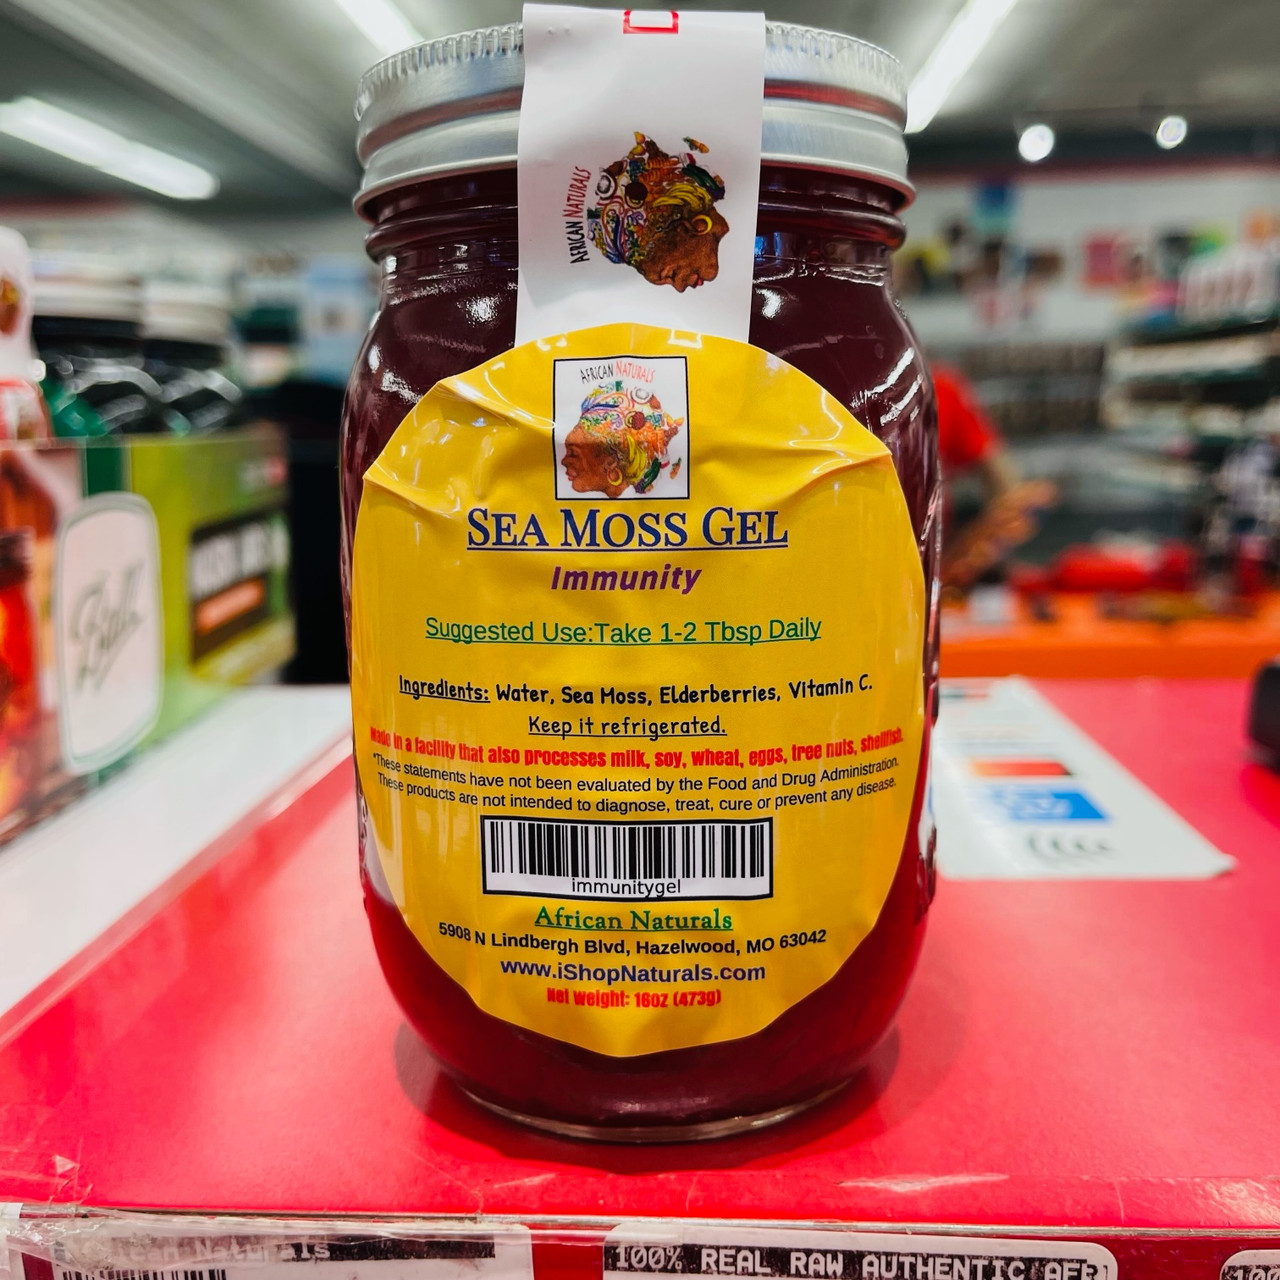 AFRICAN NATURALS
AFRICAN NATURALS
SEA MOSS GEL
Immunity
Suggested Use:Take 1-2 Tbsp Daily
Ingredients: Water, Sea Moss, Elderberries, Vitamin C.
Keep it refrigerated.
Made in a facility that also processes milk, soy, wheat, eggs, tree nuts, shellfish.
*These statements have not been evaluated by the Food and Drug Administration.
These products are not intended to diagnose, treat, cure or prevent any disease.
immunitygel
African Naturals
5908 N Lindbergh Blvd, Hazelwood, MO 63042
www.iShopNaturals.com
Net weight: 16oz (473g)
Ball
African Naturals
100% REAL RAW AUTHENTIC AFRI